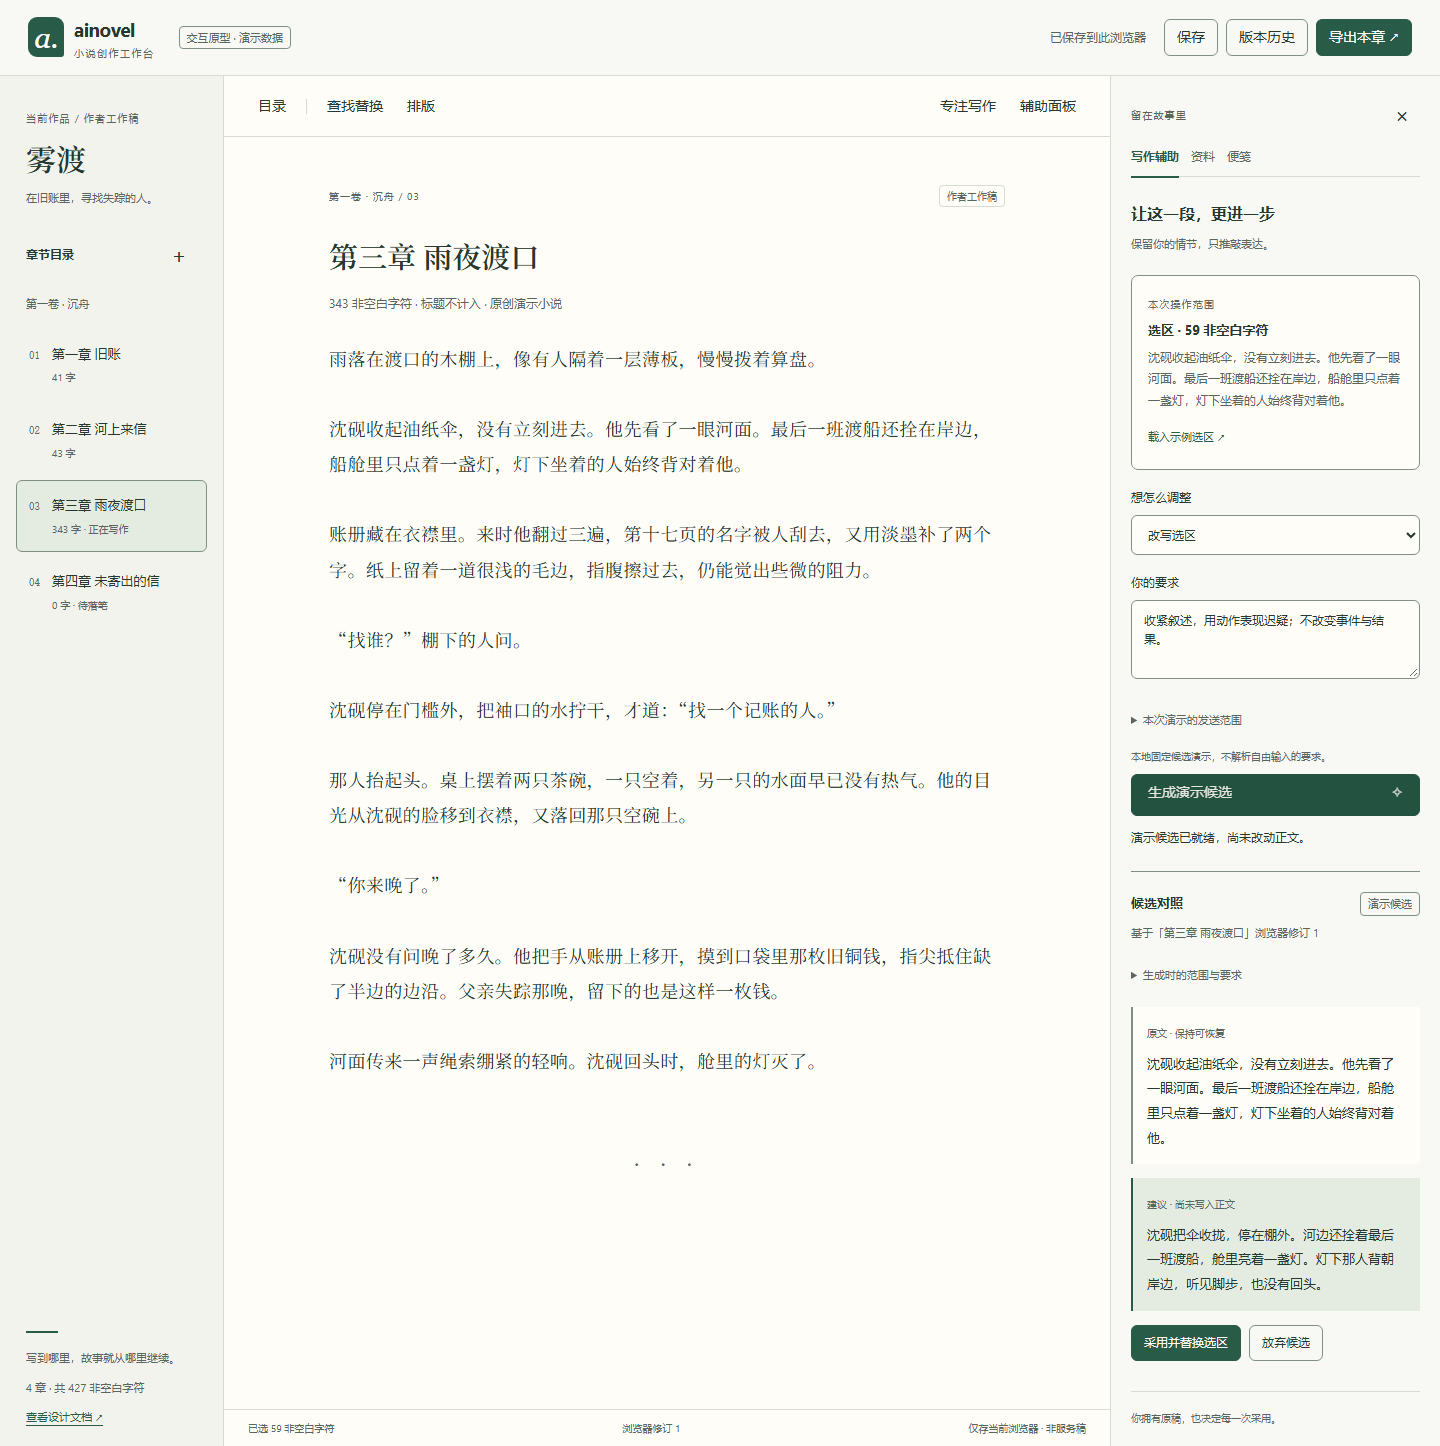 a.
ainovel
小说创作工作台
交互原型 · 演示数据
已保存到此浏览器
保存
版本历史
导出本章 ↗
当前作品 / 作者工作稿
雾渡
在旧账里，寻找失踪的人。
章节目录
+
第一卷 · 沉舟
01 第一章 旧账
41 字
02 第二章 河上来信
43 字
03 第三章 雨夜渡口
343 字 · 正在写作
04 第四章 未寄出的信
0 字 · 待落笔
写到哪里，故事就从哪里继续。
4 章 · 共 427 非空白字符
查看设计文档 ↗
目录
查找替换
排版
专注写作
辅助面板
第一卷 · 沉舟 / 03
作者工作稿
第三章 雨夜渡口
343 非空白字符 · 标题不计入 · 原创演示小说
雨落在渡口的木棚上，像有人隔着一层薄板，慢慢拨着算盘。
沈砚收起油纸伞，没有立刻进去。他先看了一眼河面。最后一班渡船还拴在岸边，
船舱里只点着一盏灯，灯下坐着的人始终背对着他。
账册藏在衣襟里。来时他翻过三遍，第十七页的名字被人刮去，又用淡墨补了两个
字。纸上留着一道很浅的毛边，指腹擦过去，仍能觉出些微的阻力。
“找谁？”棚下的人问。
沈砚停在门槛外，把袖口的水拧干，才道：“找一个记账的人。”
那人抬起头。桌上摆着两只茶碗，一只空着，另一只的水面早已没有热气。他的目
光从沈砚的脸移到衣襟，又落回那只空碗上。
“你来晚了。”
沈砚没有问晚了多久。他把手从账册上移开，摸到口袋里那枚旧铜钱，指尖抵住缺
了半边的边沿。父亲失踪那晚，留下的也是这样一枚钱。
河面传来一声绳索绷紧的轻响。沈砚回头时，舱里的灯灭了。
· · ·
已选 59 非空白字符
浏览器修订 1
仅存当前浏览器 · 非服务稿
留在故事里
×
写作辅助
资料
便笺
让这一段，更进一步
保留你的情节，只推敲表达。
本次操作范围
选区 · 59 非空白字符
沈砚收起油纸伞，没有立刻进去。他先看了一眼
河面。最后一班渡船还拴在岸边，船舱里只点着
一盏灯，灯下坐着的人始终背对着他。
载入示例选区 ↗
想怎么调整
改写选区
你的要求
收紧叙述，用动作表现迟疑；不改变事件与结
果。
▶ 本次演示的发送范围
本地固定候选演示，不解析自由输入的要求。
生成演示候选 ✧
演示候选已就绪，尚未改动正文。
候选对照
演示候选
基于「第三章 雨夜渡口」浏览器修订 1
▶ 生成时的范围与要求
原文 · 保持可恢复
沈砚收起油纸伞，没有立刻进去。他先看了
一眼河面。最后一班渡船还拴在岸边，船舱
里只点着一盏灯，灯下坐着的人始终背对着
他。
建议 · 尚未写入正文
沈砚把伞收拢，停在棚外。河边还拴着最后
一班渡船，舱里亮着一盏灯。灯下那人背朝
岸边，听见脚步，也没有回头。
采用并替换选区
放弃候选
你拥有原稿，也决定每一次采用。